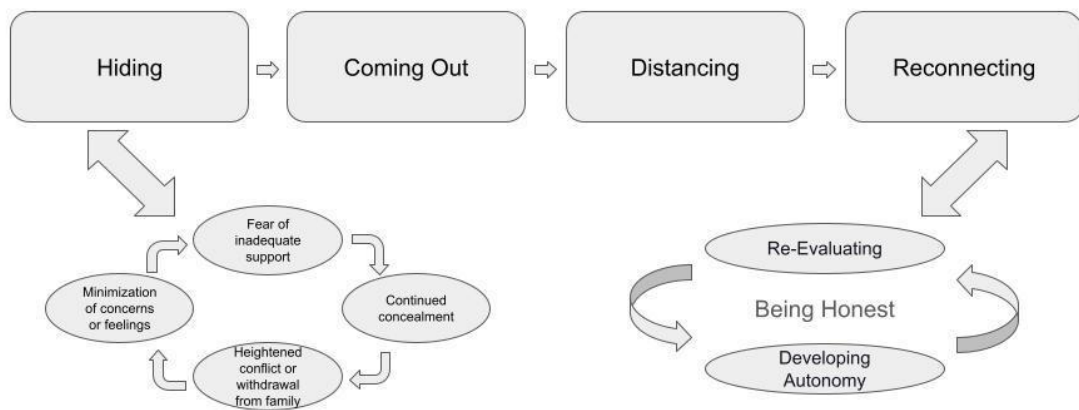 Hiding
Coming Out
Distancing
Reconnecting
Fear of
inadequate
support
Continued
concealment
Heightened
conflict or
withdrawal
from family
Minimization
of concerns
or feelings
Re-Evaluating
Being Honest
Developing
Autonomy